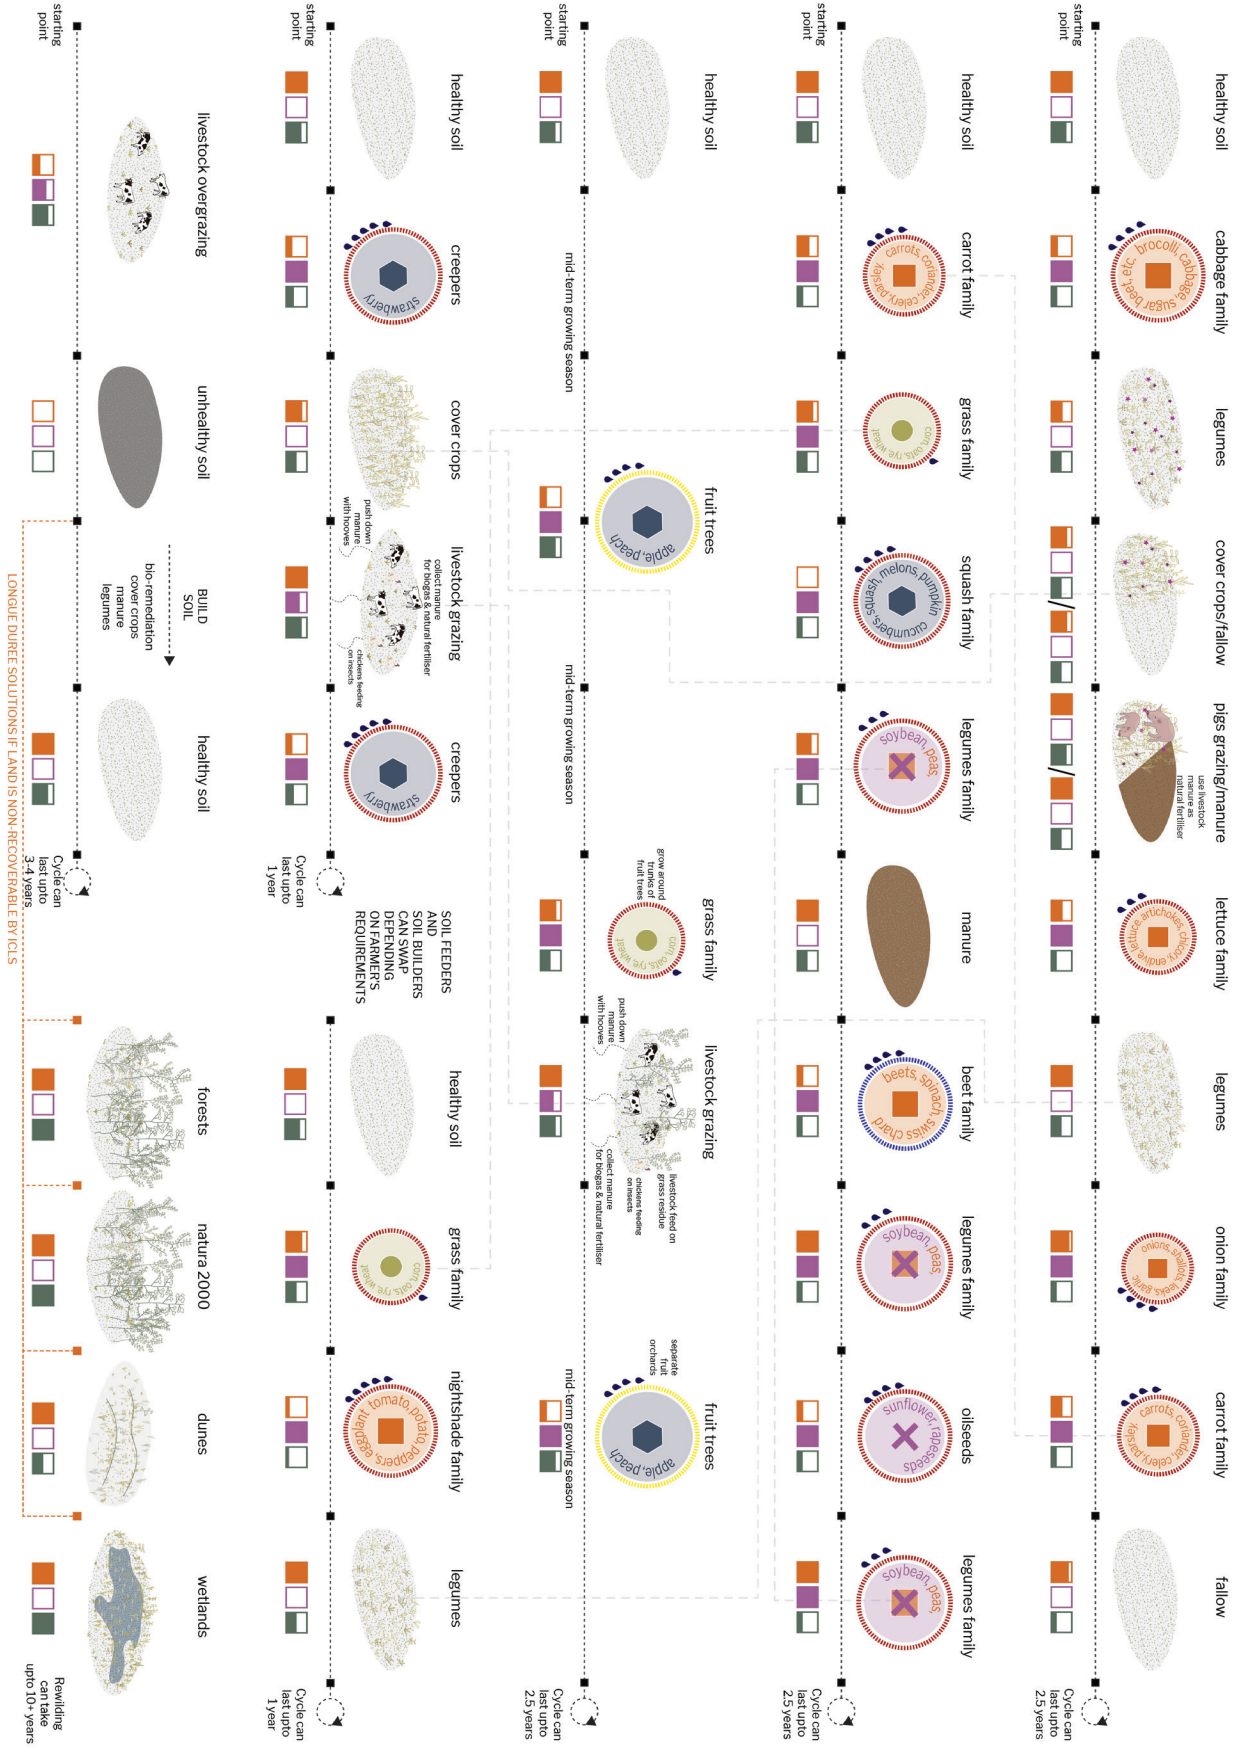 healthy soil
cabbage family
legumes
cover crops/fallow
pigs grazing/manure
lettuce family
legumes
onion family
carrot family
fallow
brocolli, cabbage, sugar beet, etc.
use livestock
manure as
natural fertiliser
lettuce, artichokes, chicory, endive
onions, shallots, leeks, garlic
carrots, coriander, celery, parsley,
starting
point
/
/
Cycle can
last upto
2.5 years
healthy soil
carrot family
grass family
squash family
legumes family
manure
beet family
legumes family
oilseeds
legumes family
carrots, coriander, celery, parsley,
corn, oats, rye, wheat
squash, melons, pumpkin
cucumbers,
soybean, peas,
beets, spinach, swiss chard
soybean, peas,
sunflower, rapeseeds
soybean, peas,
starting
point
Cycle can
last upto
2.5 years
healthy soil
fruit trees
grass family
livestock grazing
fruit trees
apple, peach
grow around
trunks of
fruit trees
corn, oats, rye, wheat
livestock feed on
grass residue
chickens feeding
on insects
collect manure
for biogas & natural fertiliser
push down
manure
with hooves
separate
fruit
orchards
apple, peach
mid-term growing season
mid-term growing season
mid-term growing season
starting
point
Cycle can
last upto
2.5 years
healthy soil
creepers
cover crops
livestock grazing
creepers
strawberry
collect manure
for biogas & natural fertiliser
push down
manure
with hooves
chickens feeding
on insects
strawberry
starting
point
Cycle can
last upto
1 year
SOIL FEEDERS
AND
SOIL BUILDERS
CAN SWAP
DEPENDING
ON FARMER'S
REQUIREMENTS
healthy soil
grass family
nightshade family
legumes
corn, oats, rye, wheat
tomato, potato, peppers, eggplant
Cycle can
last upto
1 year
livestock overgrazing
unhealthy soil
BUILD
SOIL
bio-remediation
cover crops
manure
legumes
healthy soil
starting
point
Cycle can
last upto
3-4 years
forests
natura 2000
dunes
wetlands
Rewilding
can take
upto 10+ years
LONGUE DUREE SOLUTIONS IF LAND IS NON-RECOVERABLE BY ICLS